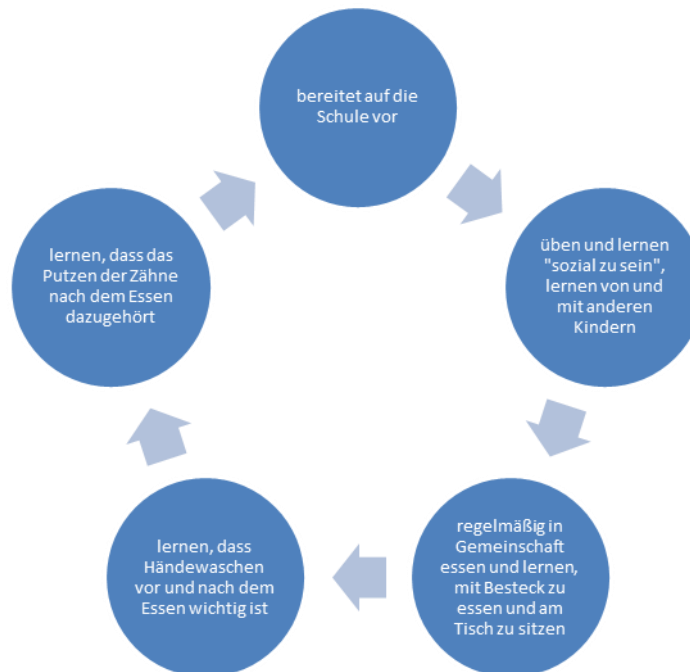 bereitet auf die
Schule vor
üben und lernen
"sozial zu sein",
lernen von und
mit anderen
Kindern
regelmäßig in
Gemeinschaft
essen und lernen,
mit Besteck zu
essen und am
Tisch zu sitzen
lernen, dass
Händewaschen
vor und nach dem
Essen wichtig ist
lernen, dass das
Putzen der Zähne
nach dem Essen
dazugehört